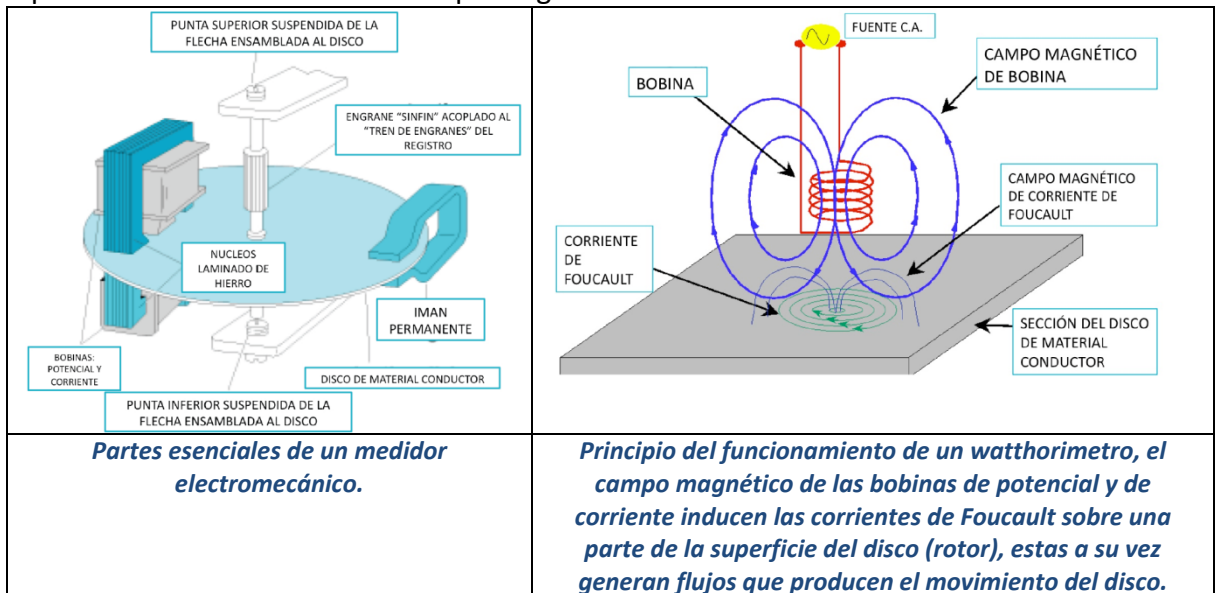 PUNTA SUPERIOR SUSPENDIDA DE LA
FLECHA ENSAMBLADA AL DISCO
ENGRANE “SINFIN” ACOPLADO AL
“TREN DE ENGRANES” DEL
REGISTRO
NUCLEOS
LAMINADO DE
HIERRO
IMAN
PERMANENTE
BOBINAS:
POTENCIAL Y
CORRIENTE
DISCO DE MATERIAL CONDUCTOR
PUNTA INFERIOR SUSPENDIDA DE LA
FLECHA ENSAMBLADA AL DISCO
FUENTE C.A.
BOBINA
CAMPO MAGNÉTICO
DE BOBINA
CAMPO MAGNÉTICO
DE CORRIENTE DE
FOUCAULT
CORRIENTE
DE
FOUCAULT
SECCIÓN DEL DISCO
DE MATERIAL
CONDUCTOR
Partes esenciales de un medidor
electromecánico.
Principio del funcionamiento de un watthorimetro, el
campo magnético de las bobinas de potencial y de
corriente inducen las corrientes de Foucault sobre una
parte de la superficie del disco (rotor), estas a su vez
generan flujos que producen el movimiento del disco.